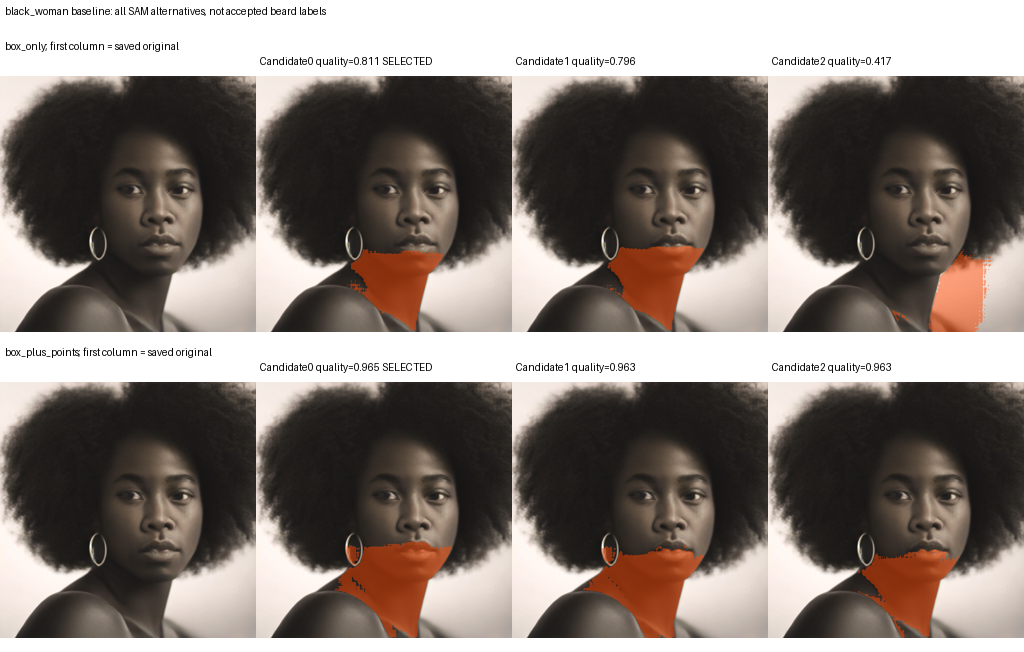 black_woman baseline: all SAM alternatives, not accepted beard labels
box_only; first column = saved original
Candidate0 quality=0.811 SELECTED
Candidate1 quality=0.796
Candidate2 quality=0.417
box_plus_points; first column = saved original
Candidate0 quality=0.965 SELECTED
Candidate1 quality=0.963
Candidate2 quality=0.963